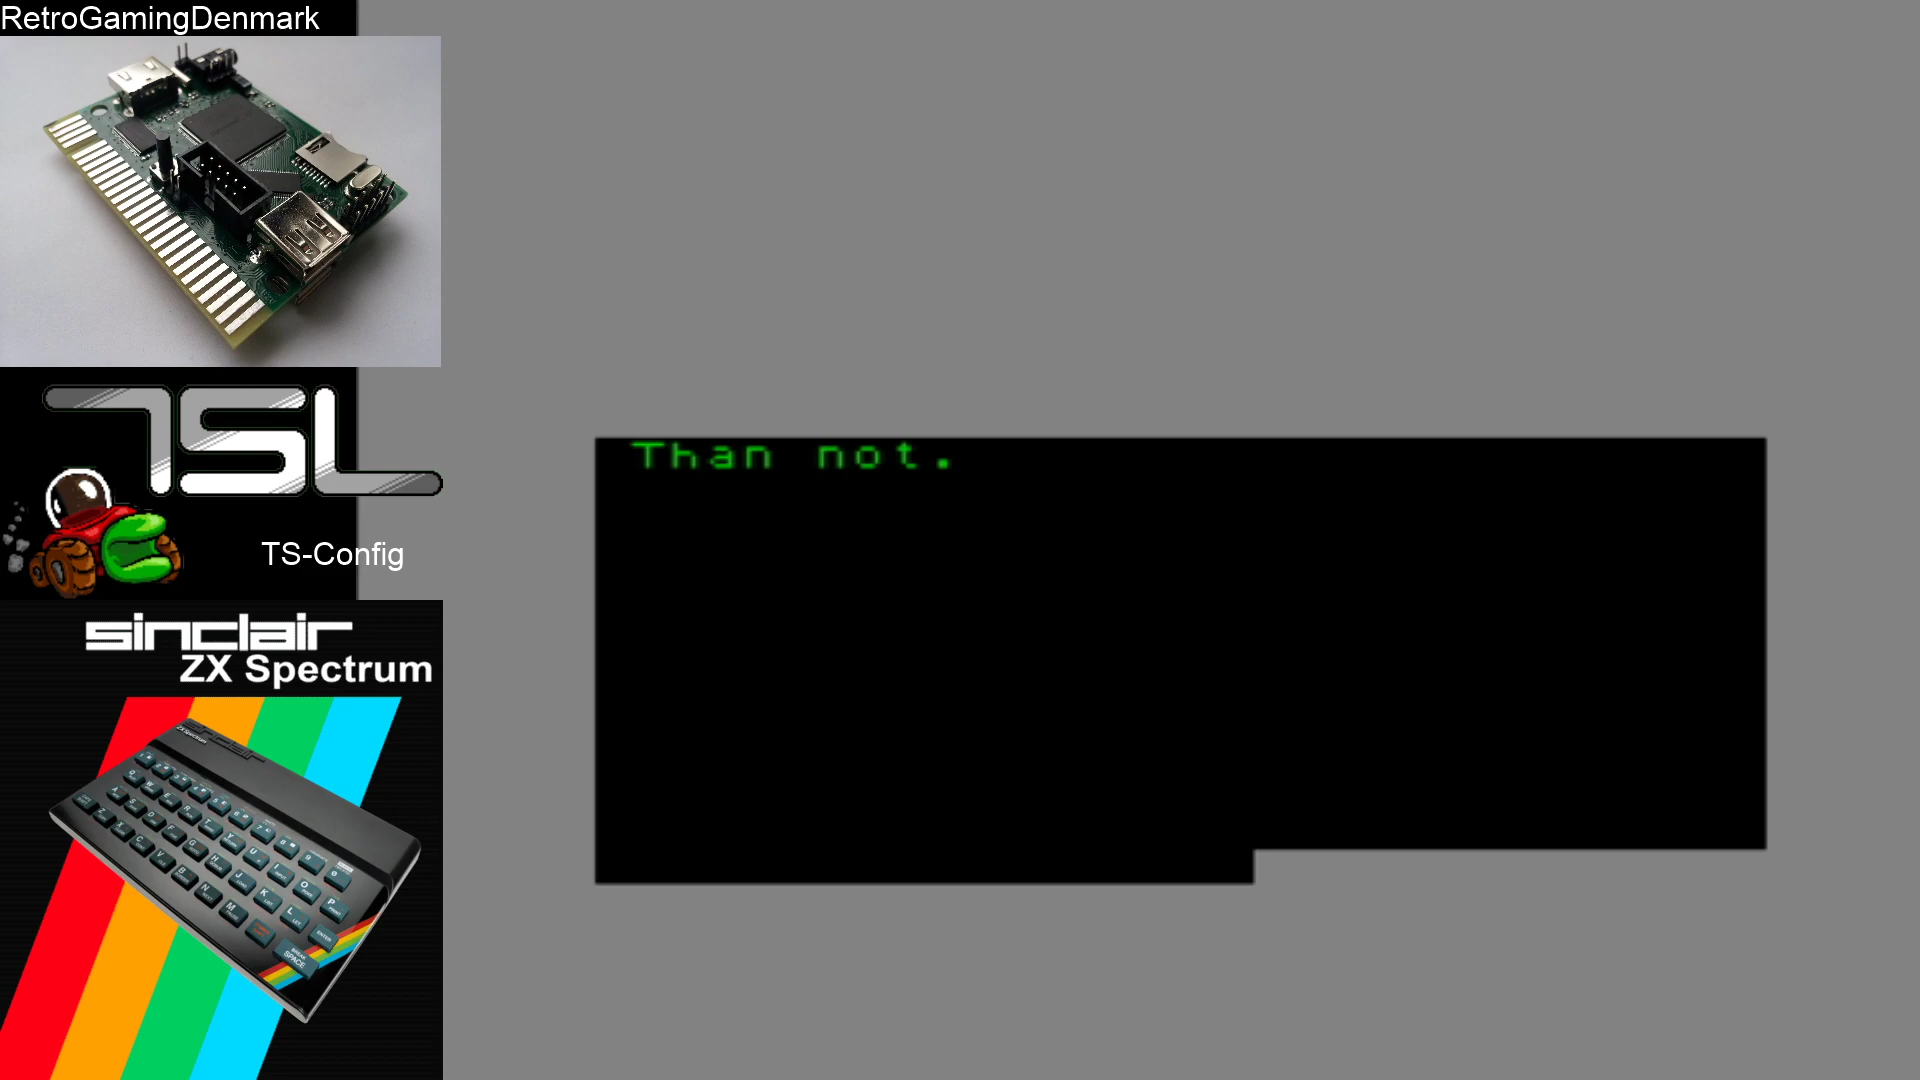 RetroGamingDenmark
TSL
TS-Config
sinclair
ZX Spectrum
Than not.